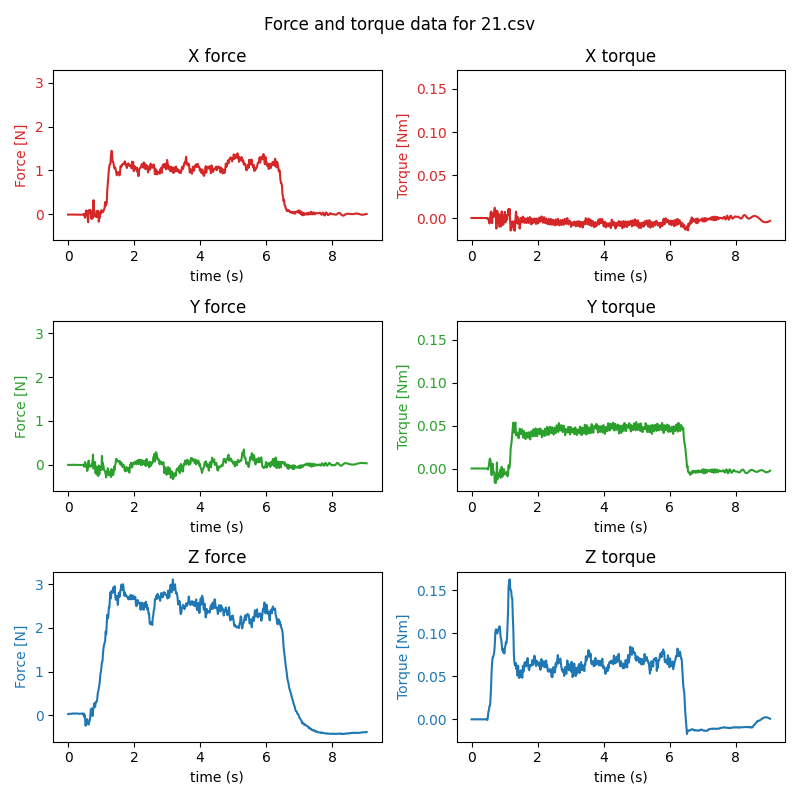 Force and torque data for 21.csv
X force
Force [N]
3
2
1
0
0 2 4 6 8
time (s)
X torque
Torque [Nm]
0.15
0.10
0.05
0.00
0 2 4 6 8
time (s)
Y force
Force [N]
3
2
1
0
0 2 4 6 8
time (s)
Y torque
Torque [Nm]
0.15
0.10
0.05
0.00
0 2 4 6 8
time (s)
Z force
Force [N]
3
2
1
0
0 2 4 6 8
time (s)
Z torque
Torque [Nm]
0.15
0.10
0.05
0.00
0 2 4 6 8
time (s)